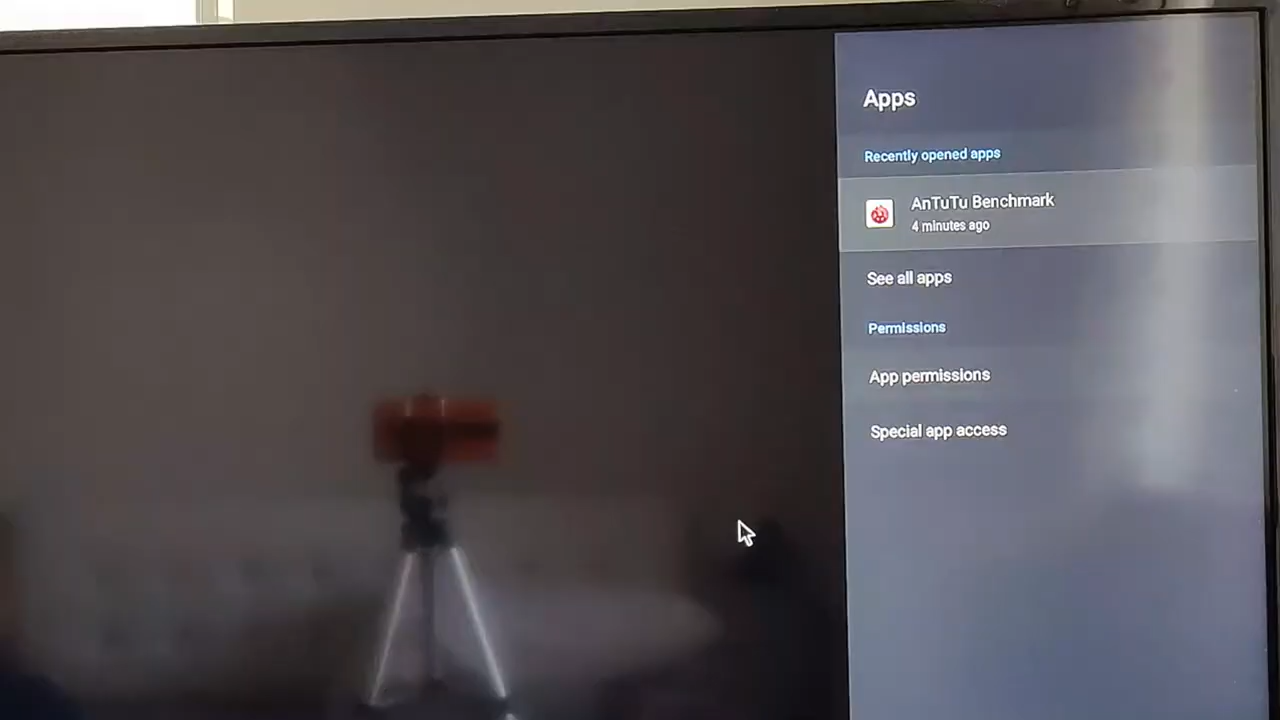 Apps
Recently opened apps
AnTuTu Benchmark
4 minutes ago
See all apps
Permissions
App permissions
Special app access